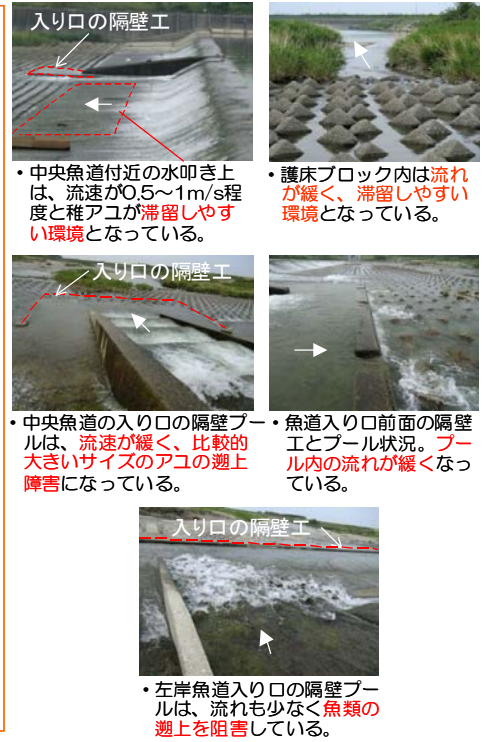 入り口の隔壁工
・中央魚道付近の水叩き上
は、流速が0.5～1m/s程
度と稚アユが滞留しやす
い環境となっている。
・護床ブロック内は流れ
が緩く、滞留しやすい
環境となっている。
入り口の隔壁工
・中央魚道の入り口の隔壁プー
ルは、流速が緩く、比較的
大きいサイズのアユの遡上
障害になっている。
・魚道入り口前面の隔壁
工とプール状況。プー
ル内の流れが緩くなっ
ている。
入り口の隔壁工
・左岸魚道入り口の隔壁プー
ルは、流れも少なく魚類の
遡上を阻害している。